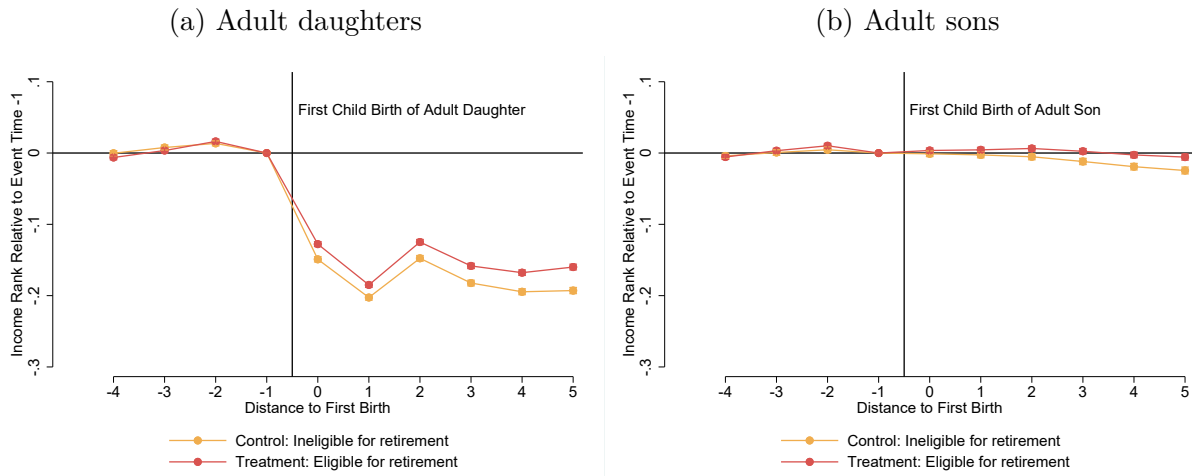 (a) Adult daughters
Income Rank Relative to Event Time -1
.1
0
-.1
-.2
-.3
First Child Birth of Adult Daughter
-4 -3 -2 -1 0 1 2 3 4 5
Distance to First Birth
Control: Ineligible for retirement
Treatment: Eligible for retirement
(b) Adult sons
Income Rank Relative to Event Time -1
.1
0
-.1
-.2
-.3
First Child Birth of Adult Son
-4 -3 -2 -1 0 1 2 3 4 5
Distance to First Birth
Control: Ineligible for retirement
Treatment: Eligible for retirement